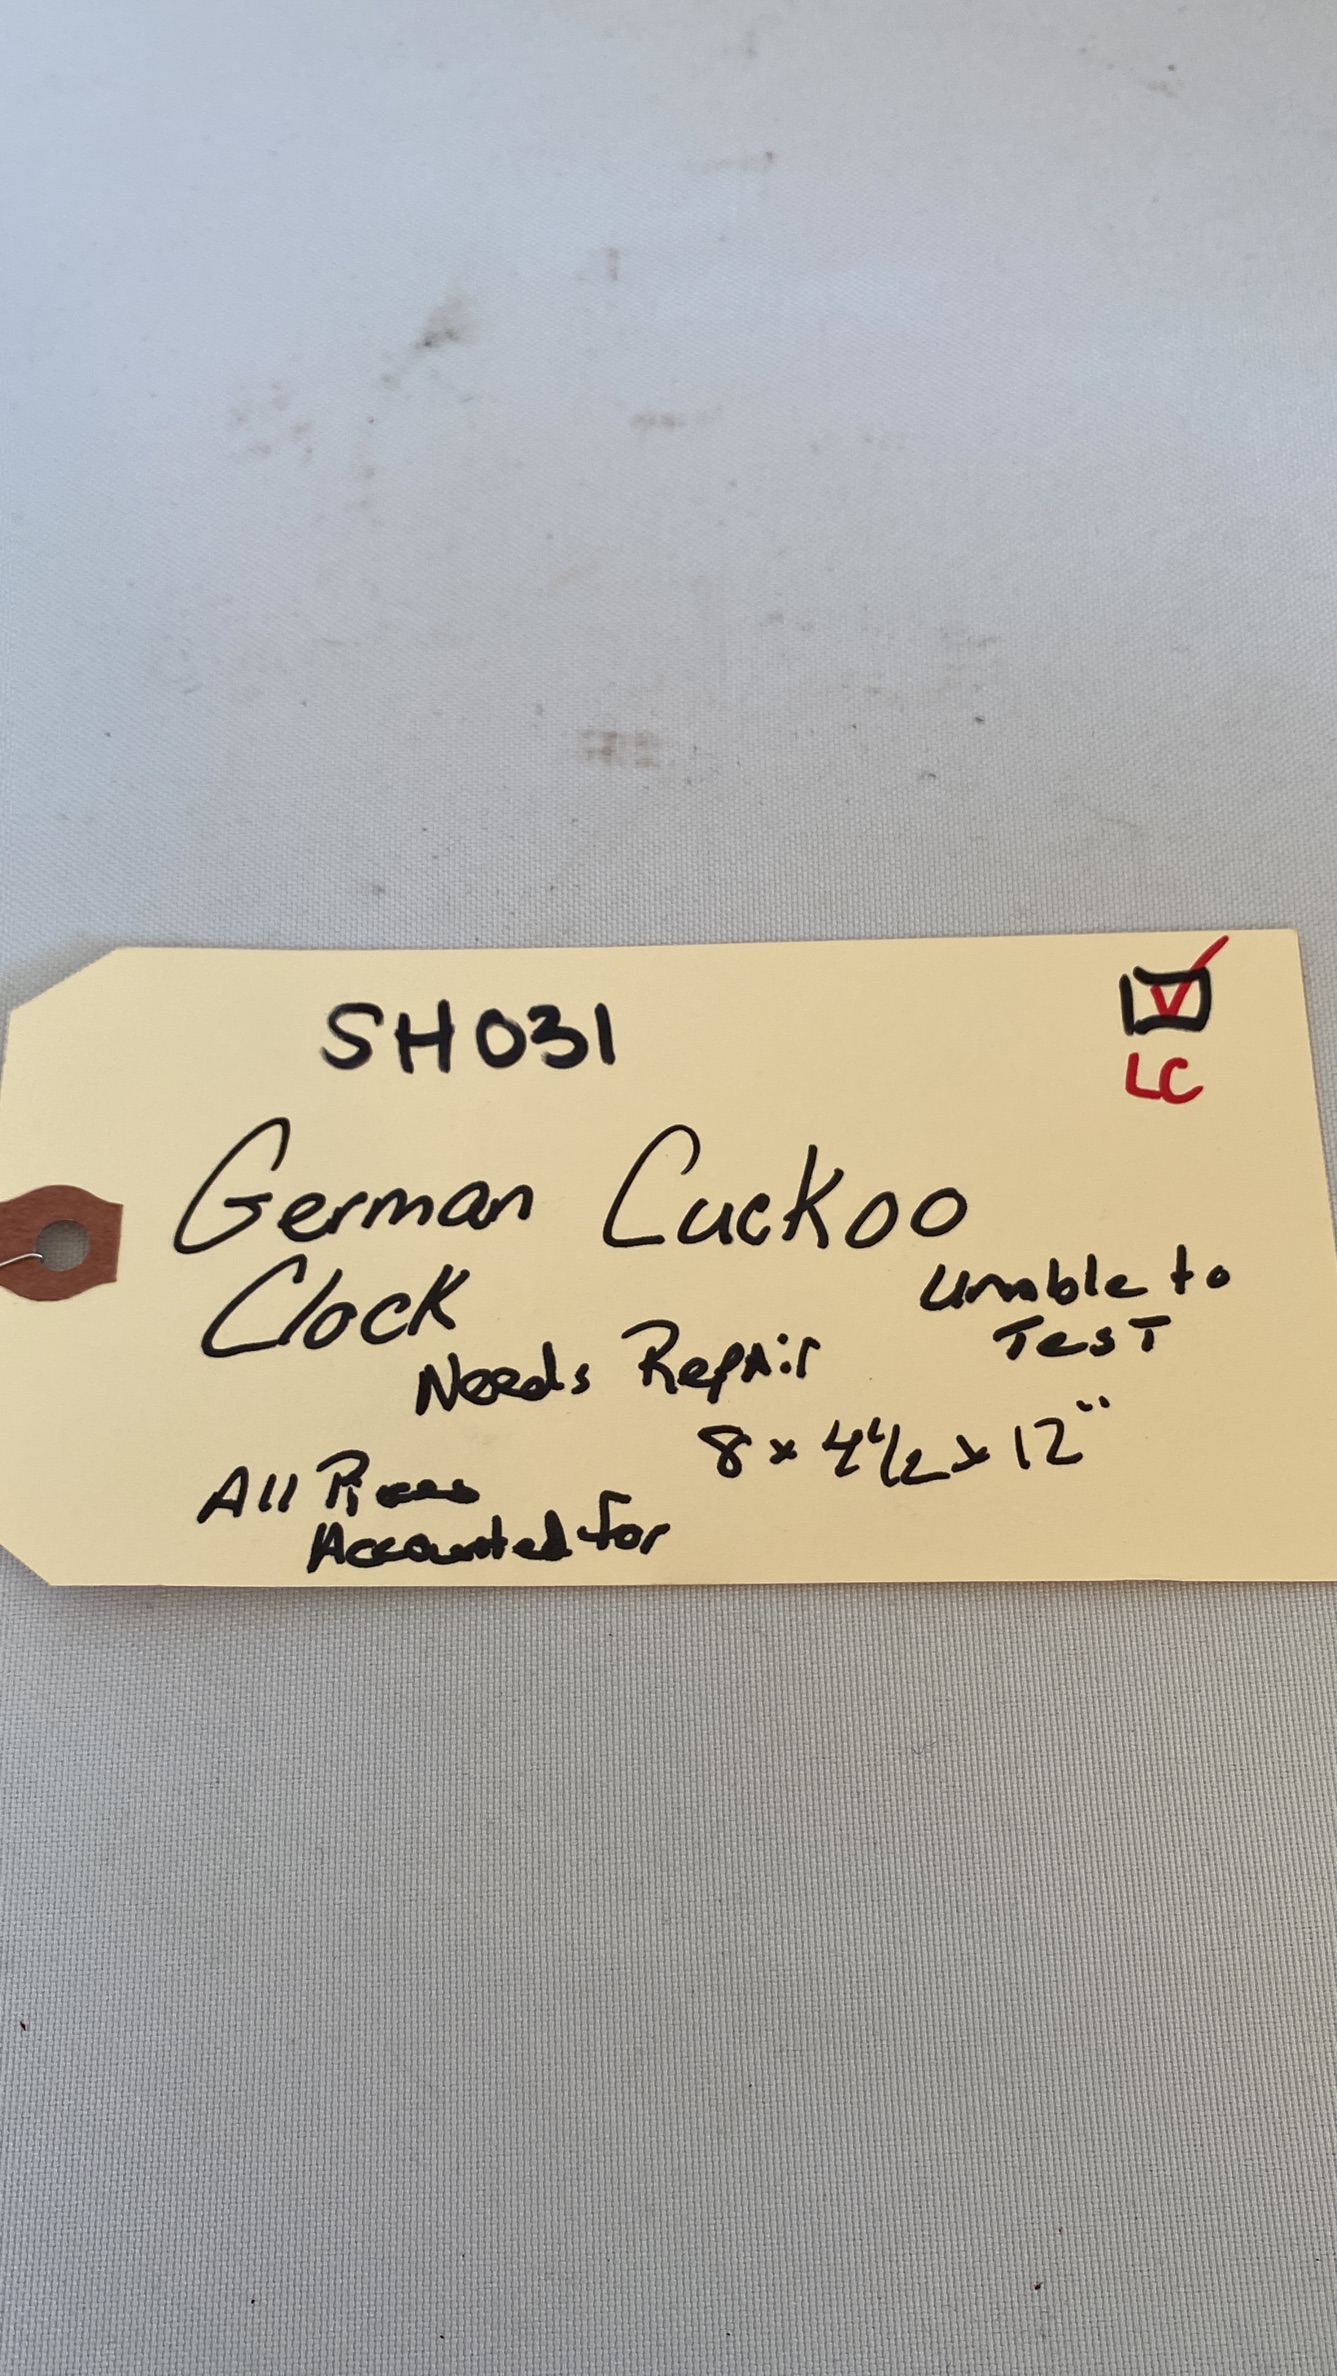 SH031
LC
German Cuckoo
Clock
Unable to
Test
Needs Repair
8 x 4 1/2 x 12"
All Pieces
Accounted for